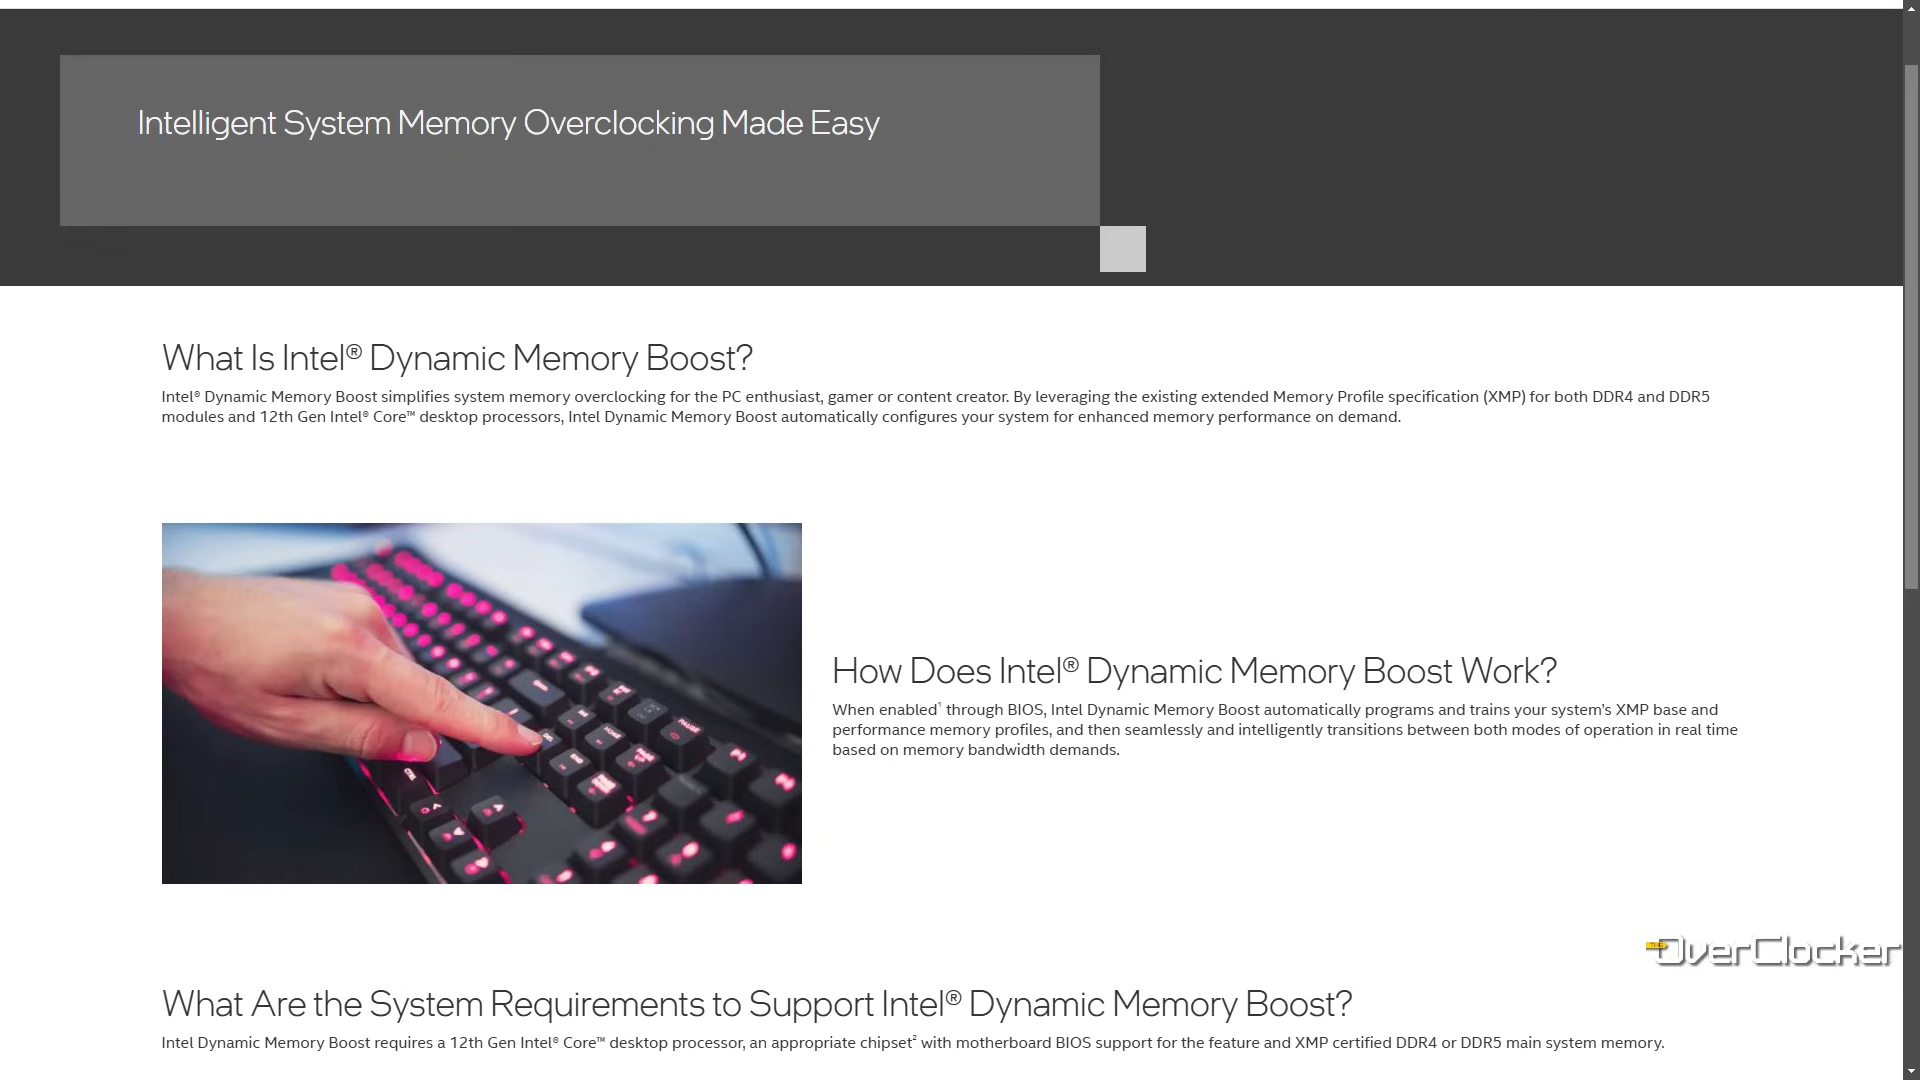 Intelligent System Memory Overclocking Made Easy
What Is Intel® Dynamic Memory Boost?
Intel® Dynamic Memory Boost simplifies system memory overclocking for the PC enthusiast, gamer or content creator. By leveraging the existing extended Memory Profile specification (XMP) for both DDR4 and DDR5
modules and 12th Gen Intel® Core™ desktop processors, Intel Dynamic Memory Boost automatically configures your system for enhanced memory performance on demand.
How Does Intel® Dynamic Memory Boost Work?
When enabled¹ through BIOS, Intel Dynamic Memory Boost automatically programs and trains your system’s XMP base and
performance memory profiles, and then seamlessly and intelligently transitions between both modes of operation in real time
based on memory bandwidth demands.
PAUSE
HOME
END
DEL
CTRL
THE OverClocker
What Are the System Requirements to Support Intel® Dynamic Memory Boost?
Intel Dynamic Memory Boost requires a 12th Gen Intel® Core™ desktop processor, an appropriate chipset² with motherboard BIOS support for the feature and XMP certified DDR4 or DDR5 main system memory.